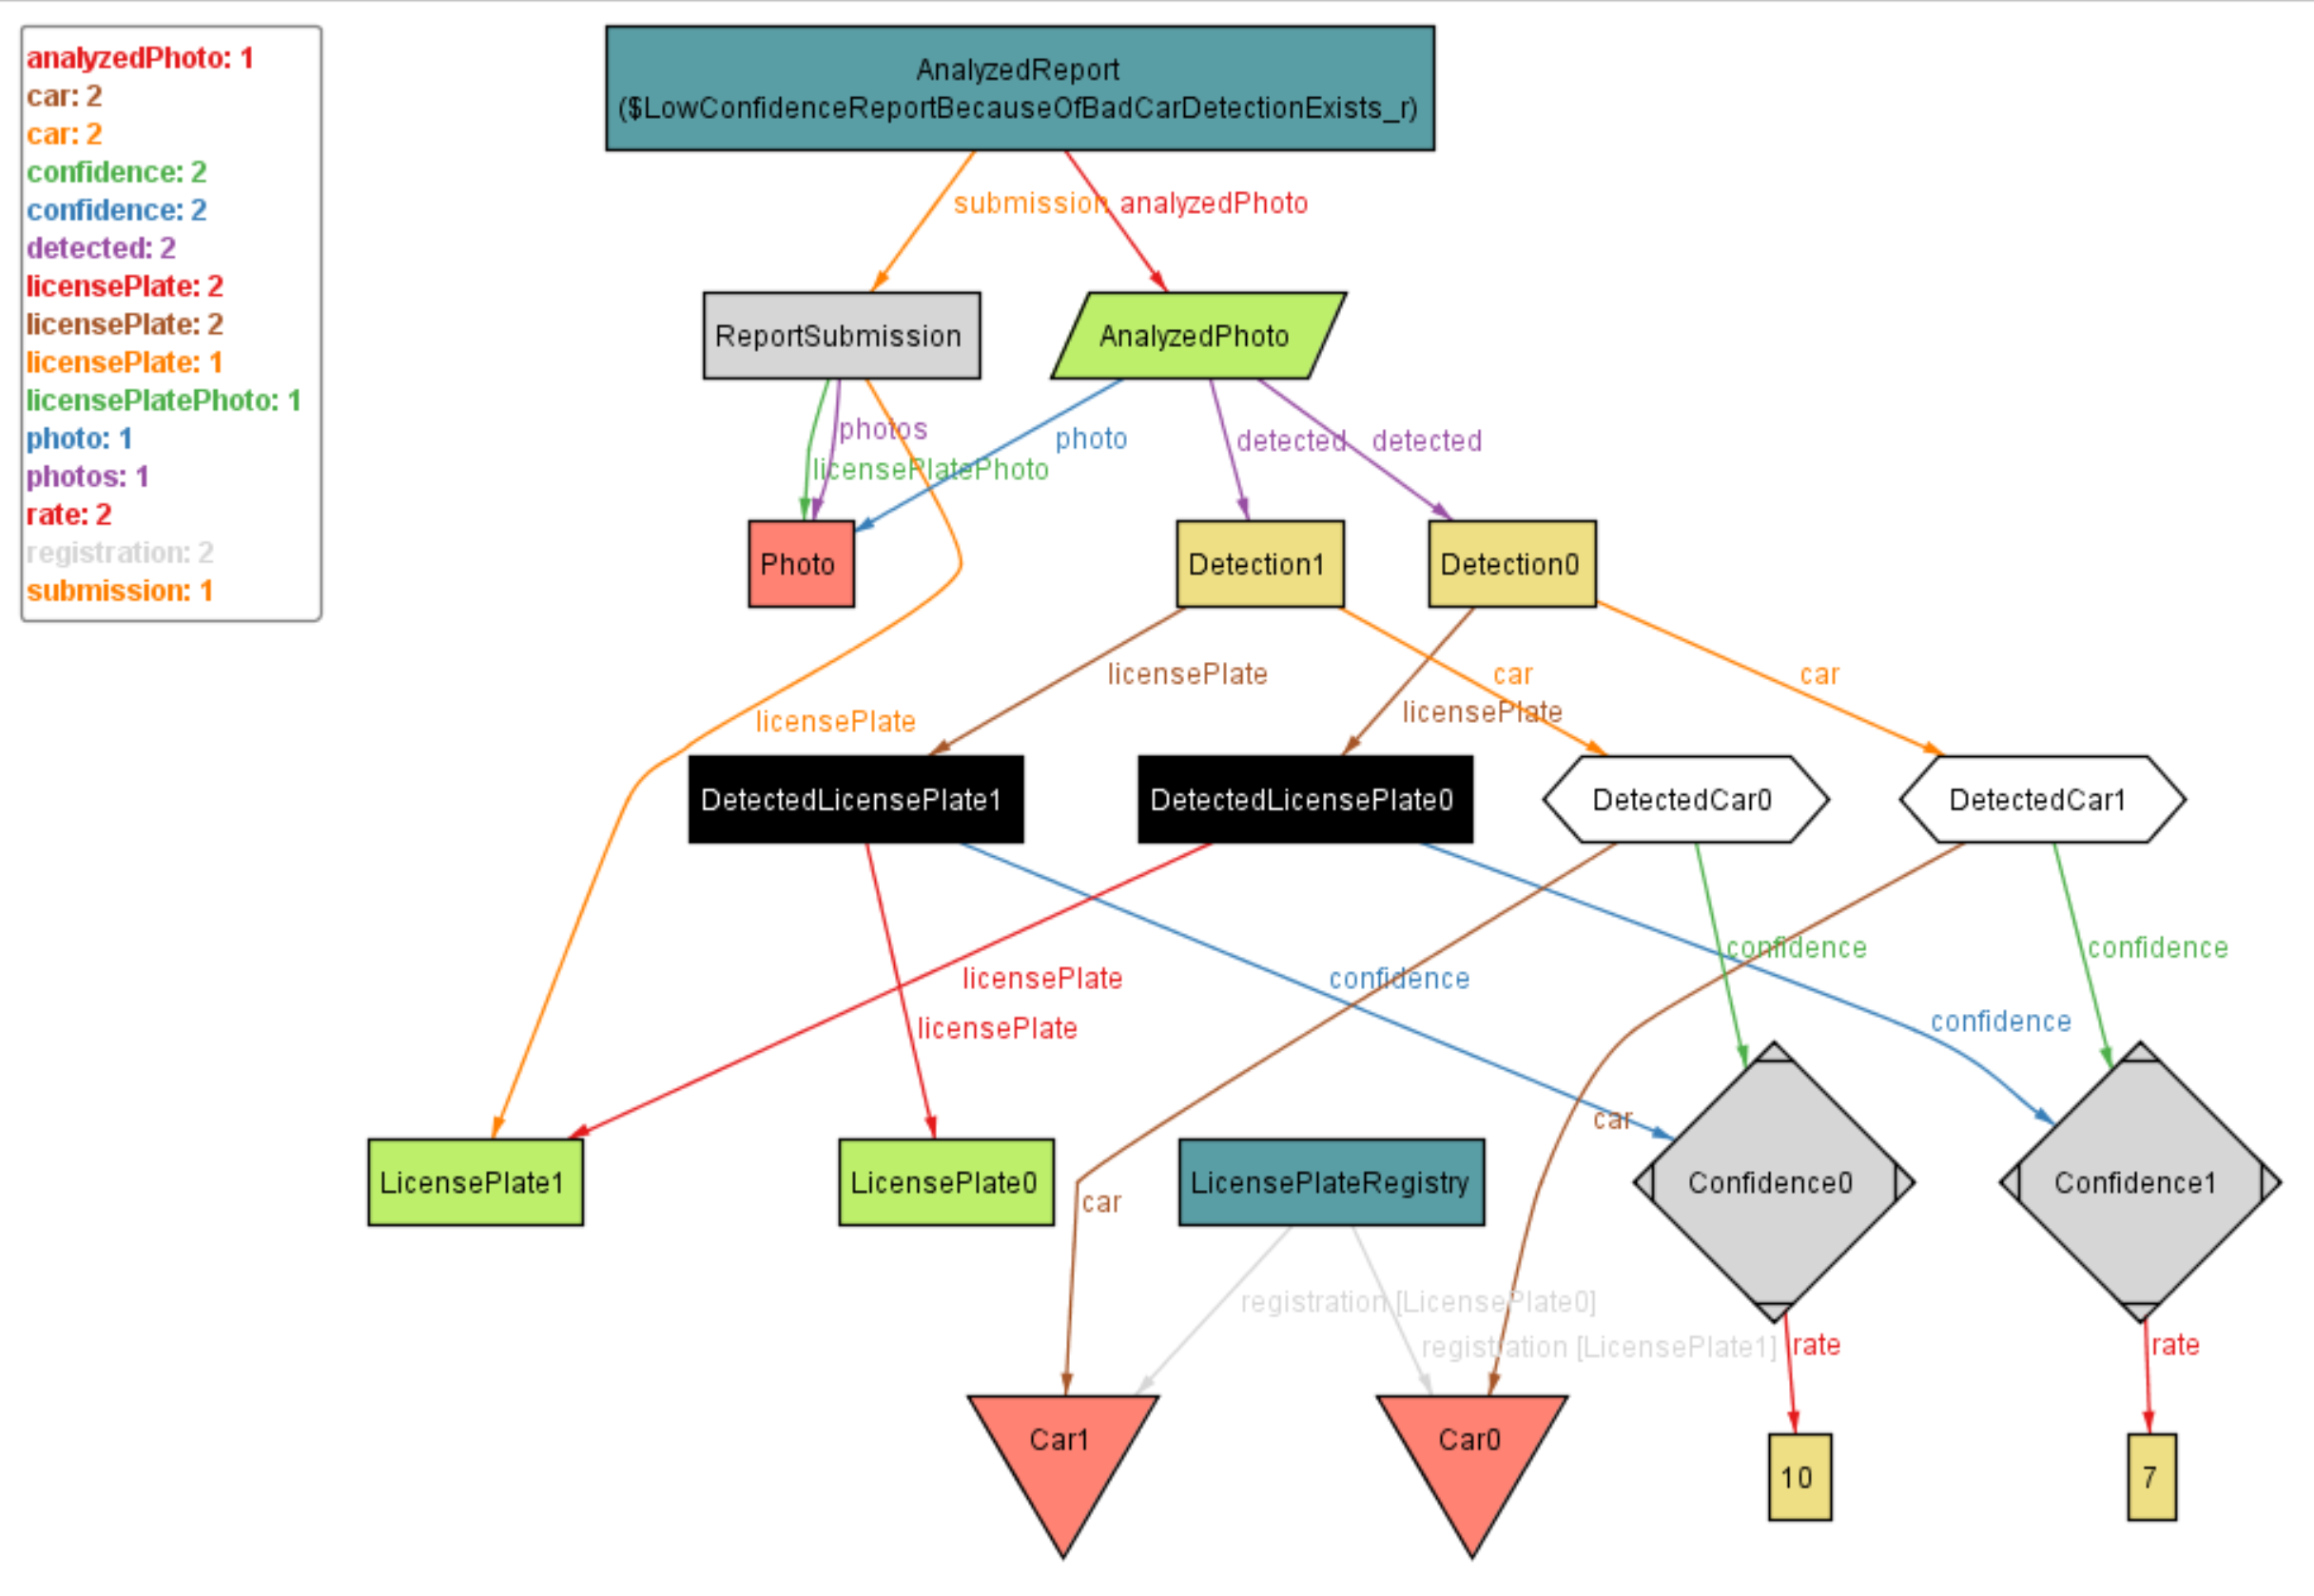 analyzedPhoto: 1
car: 2
car: 2
confidence: 2
confidence: 2
detected: 2
licensePlate: 2
licensePlate: 2
licensePlate: 1
licensePlatePhoto: 1
photo: 1
photos: 1
rate: 2
registration: 2
submission: 1
AnalyzedReport
($LowConfidenceReportBecauseOfBadCarDetectionExists_r)
submission
analyzedPhoto
ReportSubmission
AnalyzedPhoto
photos
photo
detected
detected
licensePlatePhoto
Photo
Detection1
Detection0
licensePlate
car
car
licensePlate
licensePlate
DetectedLicensePlate1
DetectedLicensePlate0
DetectedCar0
DetectedCar1
confidence
confidence
licensePlate
confidence
licensePlate
confidence
car
LicensePlate1
LicensePlate0
LicensePlateRegistry
Confidence0
Confidence1
car
registration [LicensePlate0]
registration [LicensePlate1]
rate
rate
Car1
Car0
10
7